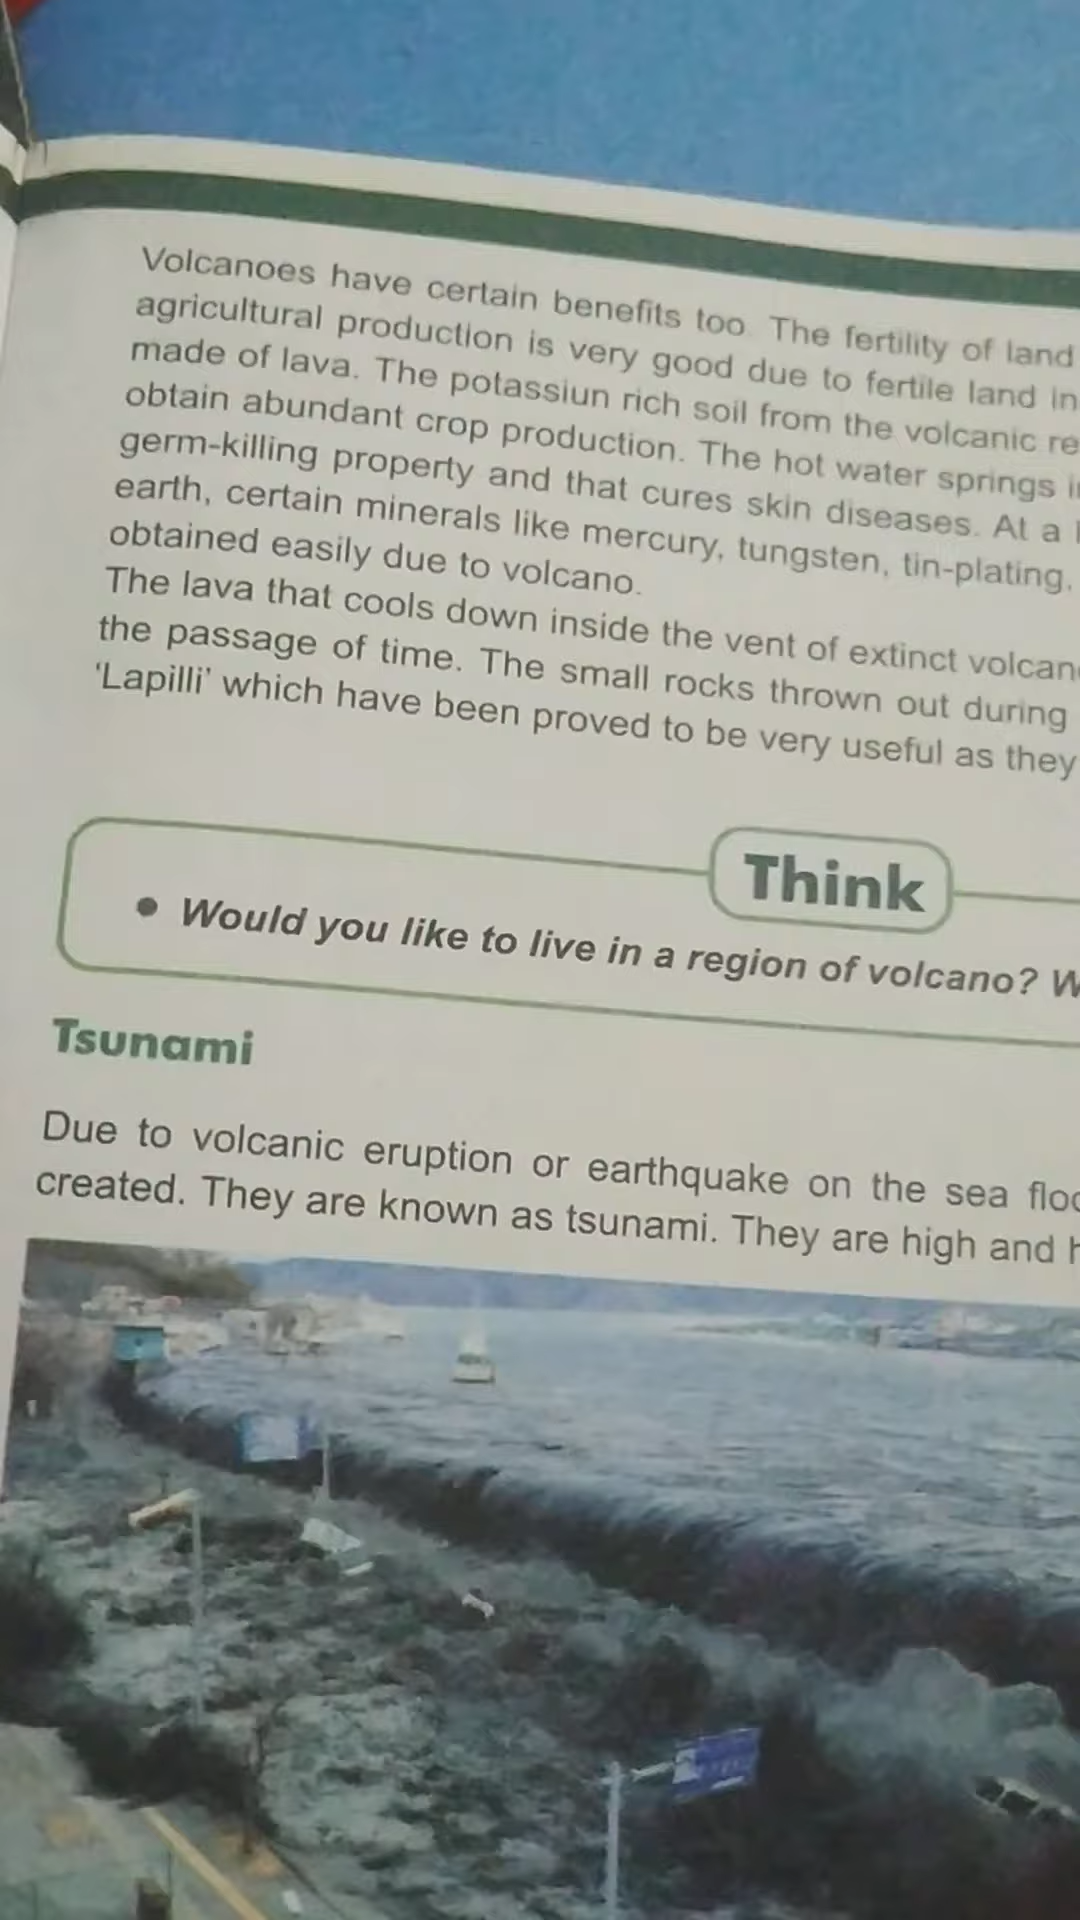 Volcanoes have certain benefits too. The fertility of land
agricultural production is very good due to fertile land in
made of lava. The potassiun rich soil from the volcanic re
obtain abundant crop production. The hot water springs i
germ-killing property and that cures skin diseases. At a
earth, certain minerals like mercury, tungsten, tin-plating,
obtained easily due to volcano.
The lava that cools down inside the vent of extinct volcan
the passage of time. The small rocks thrown out during
'Lapilli' which have been proved to be very useful as they
Think
• Would you like to live in a region of volcano? W
Tsunami
Due to volcanic eruption or earthquake on the sea floo
created. They are known as tsunami. They are high and h